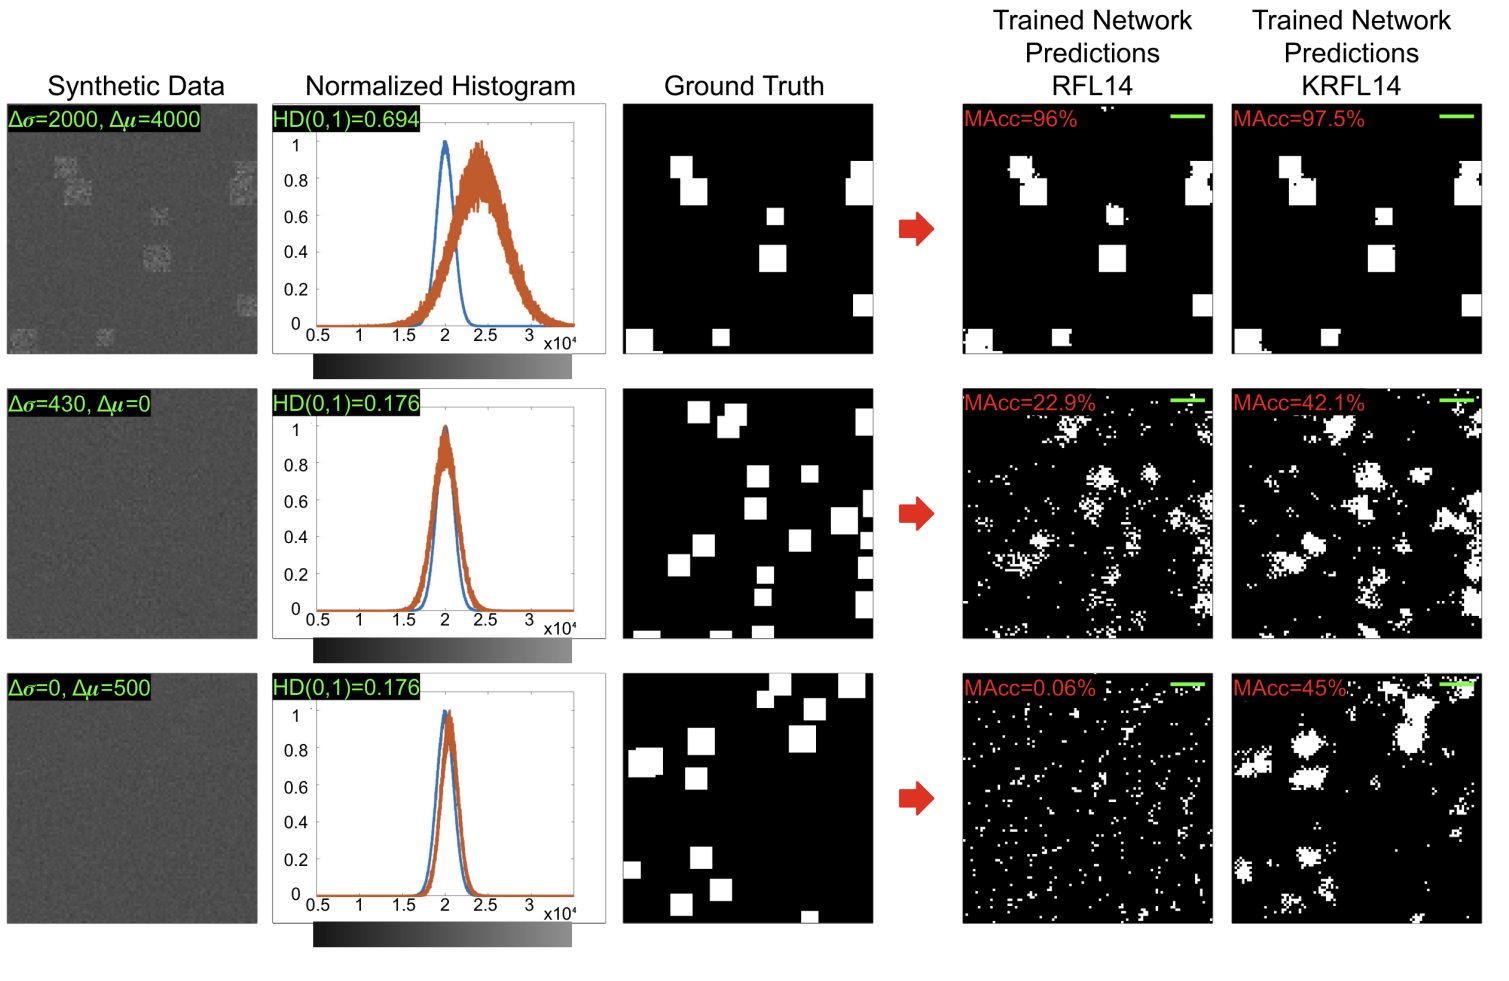 Trained Network
Predictions
RFL14
Trained Network
Predictions
KRFL14
Synthetic Data
Normalized Histogram
Ground Truth
Δσ=2000, Δμ=4000
HD(0,1)=0.694
1
0.8
0.6
0.4
0.2
0
0.5 1 1.5 2 2.5 3
x10⁴
MAcc=96%
MAcc=97.5%
Δσ=430, Δμ=0
HD(0,1)=0.176
1
0.8
0.6
0.4
0.2
0
0.5 1 1.5 2 2.5 3
x10⁴
MAcc=22.9%
MAcc=42.1%
Δσ=0, Δμ=500
HD(0,1)=0.176
1
0.8
0.6
0.4
0.2
0
0.5 1 1.5 2 2.5 3
x10⁴
MAcc=0.06%
MAcc=45%